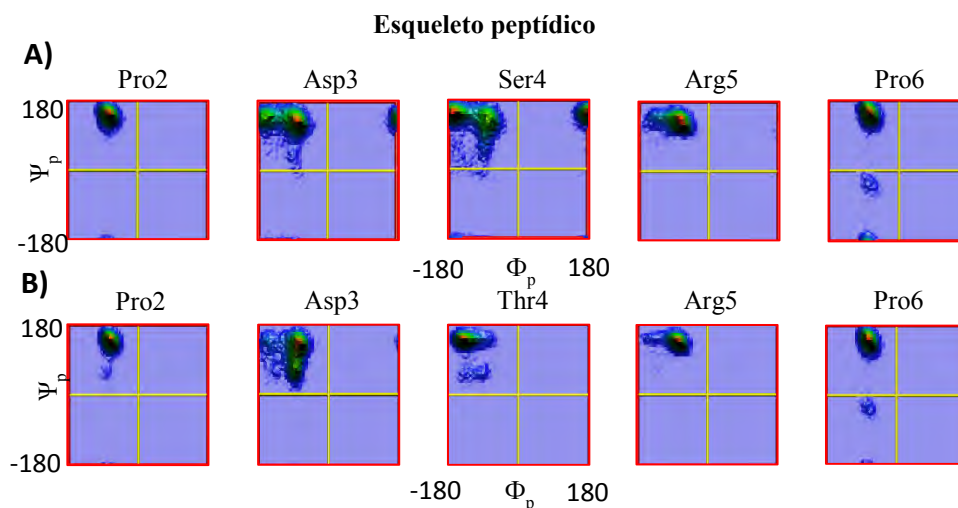 Esqueleto peptídico
A)
Pro2 Asp3 Ser4 Arg5 Pro6
180
Ψp
-180
-180 Φp 180
B)
Pro2 Asp3 Thr4 Arg5 Pro6
180
Ψp
-180
-180 Φp 180